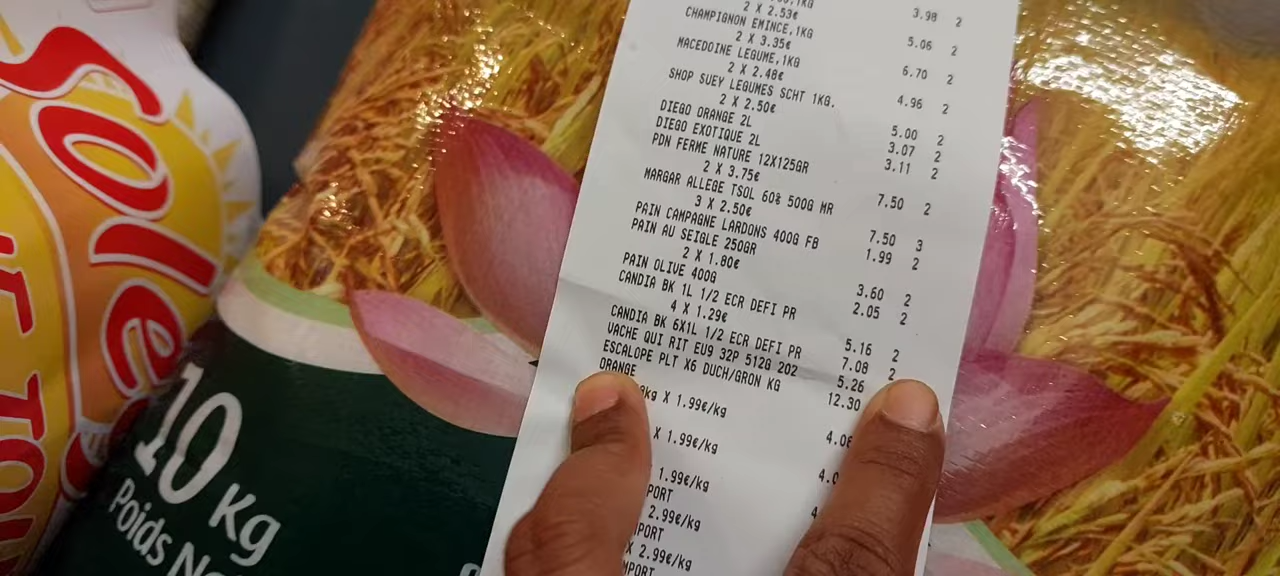 3.98 2
2 X 2.53€
CHAMPIGNON EMINCE,1KG 5.06 2
2 X 3.35€
MACEDOINE LEGUME,1KG 6.70 2
2 X 2.48€
SHOP SUEY LEGUMES SCHT 1KG. 4.96 2
2 X 2.50€ 5.00 2
DIEGO ORANGE 2L 3.07 2
DIEGO EXOTIQUE 2L 3.11 2
PDN FERME NATURE 12X125GR
2 X 3.75€ 7.50 2
MARGAR ALLEGE TSOL 60% 500G MR
3 X 2.50€ 7.50 3
PAIN CAMPAGNE LARDONS 400G FB 1.99 2
PAIN AU SEIGLE 250GR
2 X 1.80€ 3.60 2
PAIN OLIVE 400G 2.05 2
CANDIA BK 1L 1/2 ECR DEFI PR
4 X 1.29€ 5.16 2
CANDIA BK 6X1L 1/2 ECR DEFI PR 7.08 2
VACHE QUI RIT EU9 32P 512G 2O2 5.26
ESCALOPE PLT X6 DUCH/GRON KG 12.30
ORANGE
kg X 1.99€/kg
X 1.99€/kg
1.99€/kg
2.99€/kg
X 2.99€/kg
Sole
10 Kg
Poids